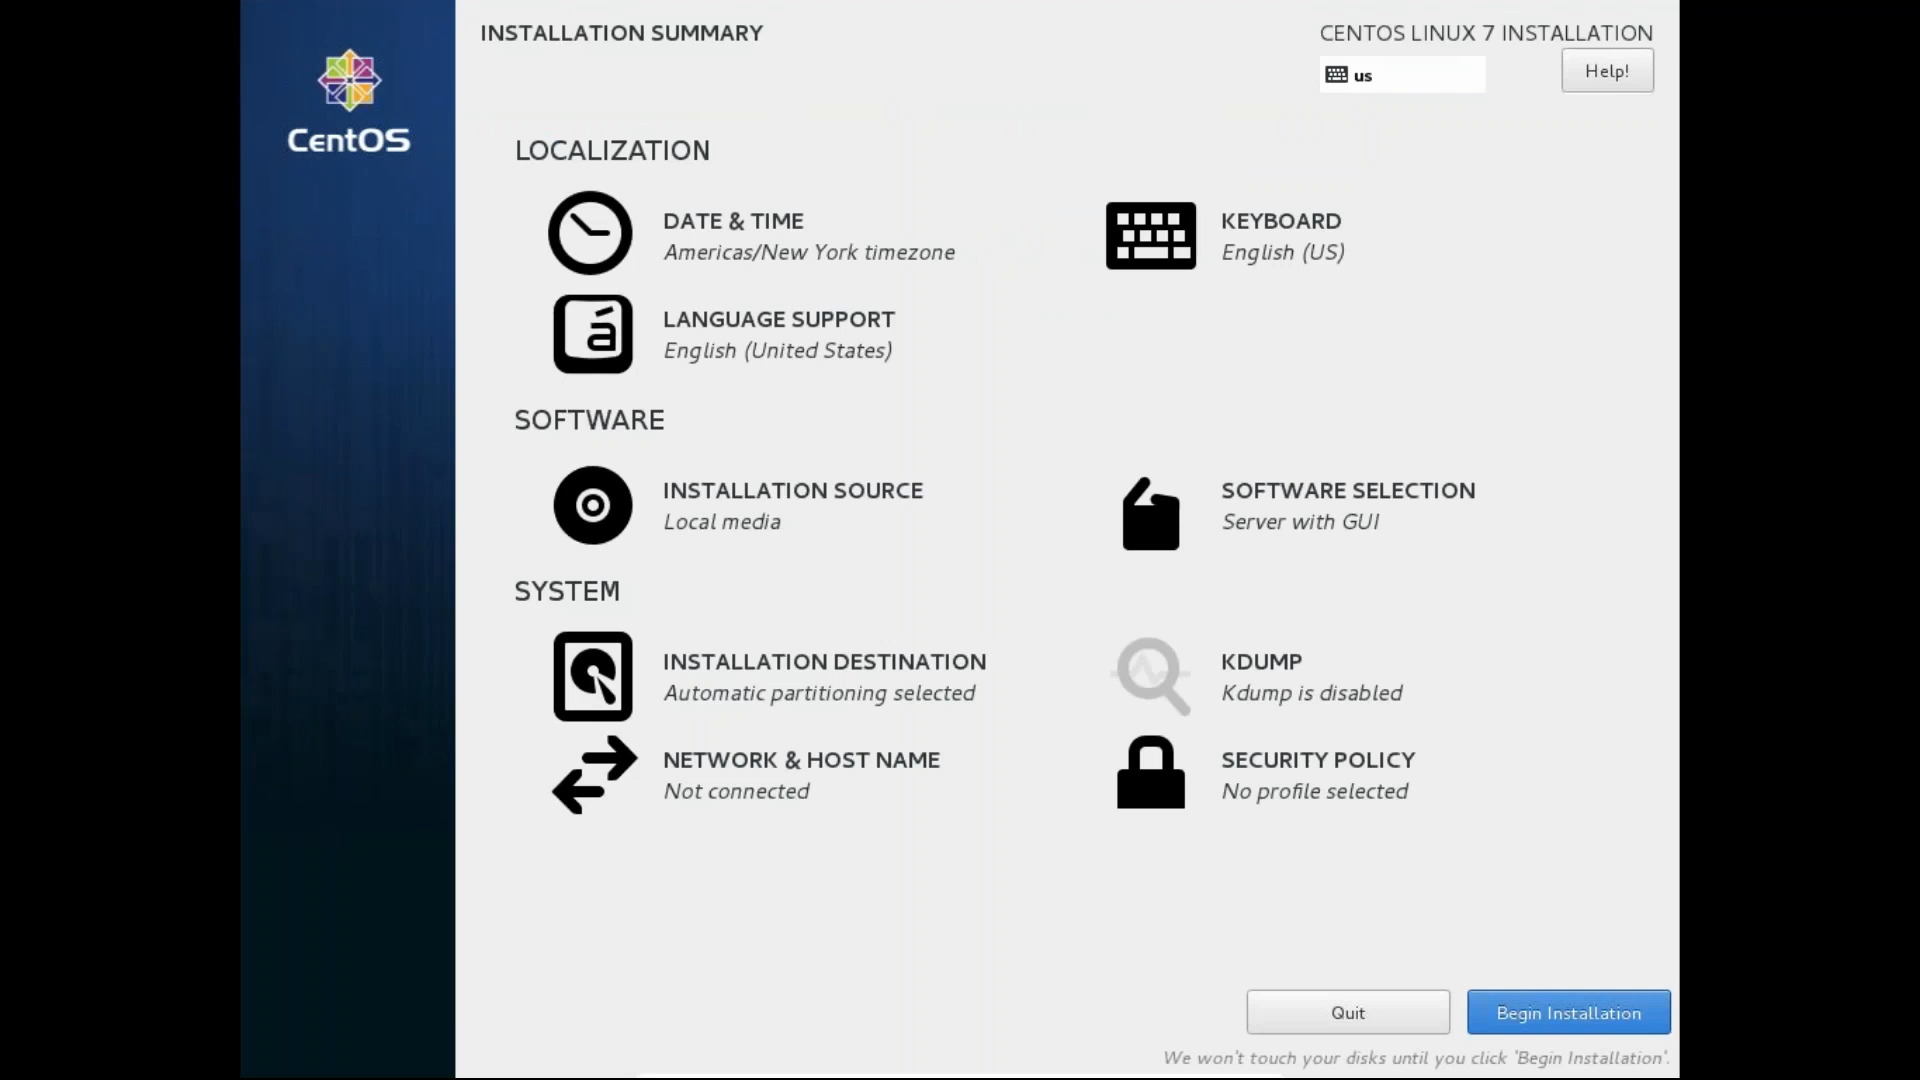 INSTALLATION SUMMARY
CENTOS LINUX 7 INSTALLATION
us
Help!
CentOS
LOCALIZATION
DATE & TIME
Americas/New York timezone
KEYBOARD
English (US)
á
LANGUAGE SUPPORT
English (United States)
SOFTWARE
INSTALLATION SOURCE
Local media
SOFTWARE SELECTION
Server with GUI
SYSTEM
INSTALLATION DESTINATION
Automatic partitioning selected
KDUMP
Kdump is disabled
NETWORK & HOST NAME
Not connected
SECURITY POLICY
No profile selected
Quit
Begin Installation
We won't touch your disks until you click 'Begin Installation'.